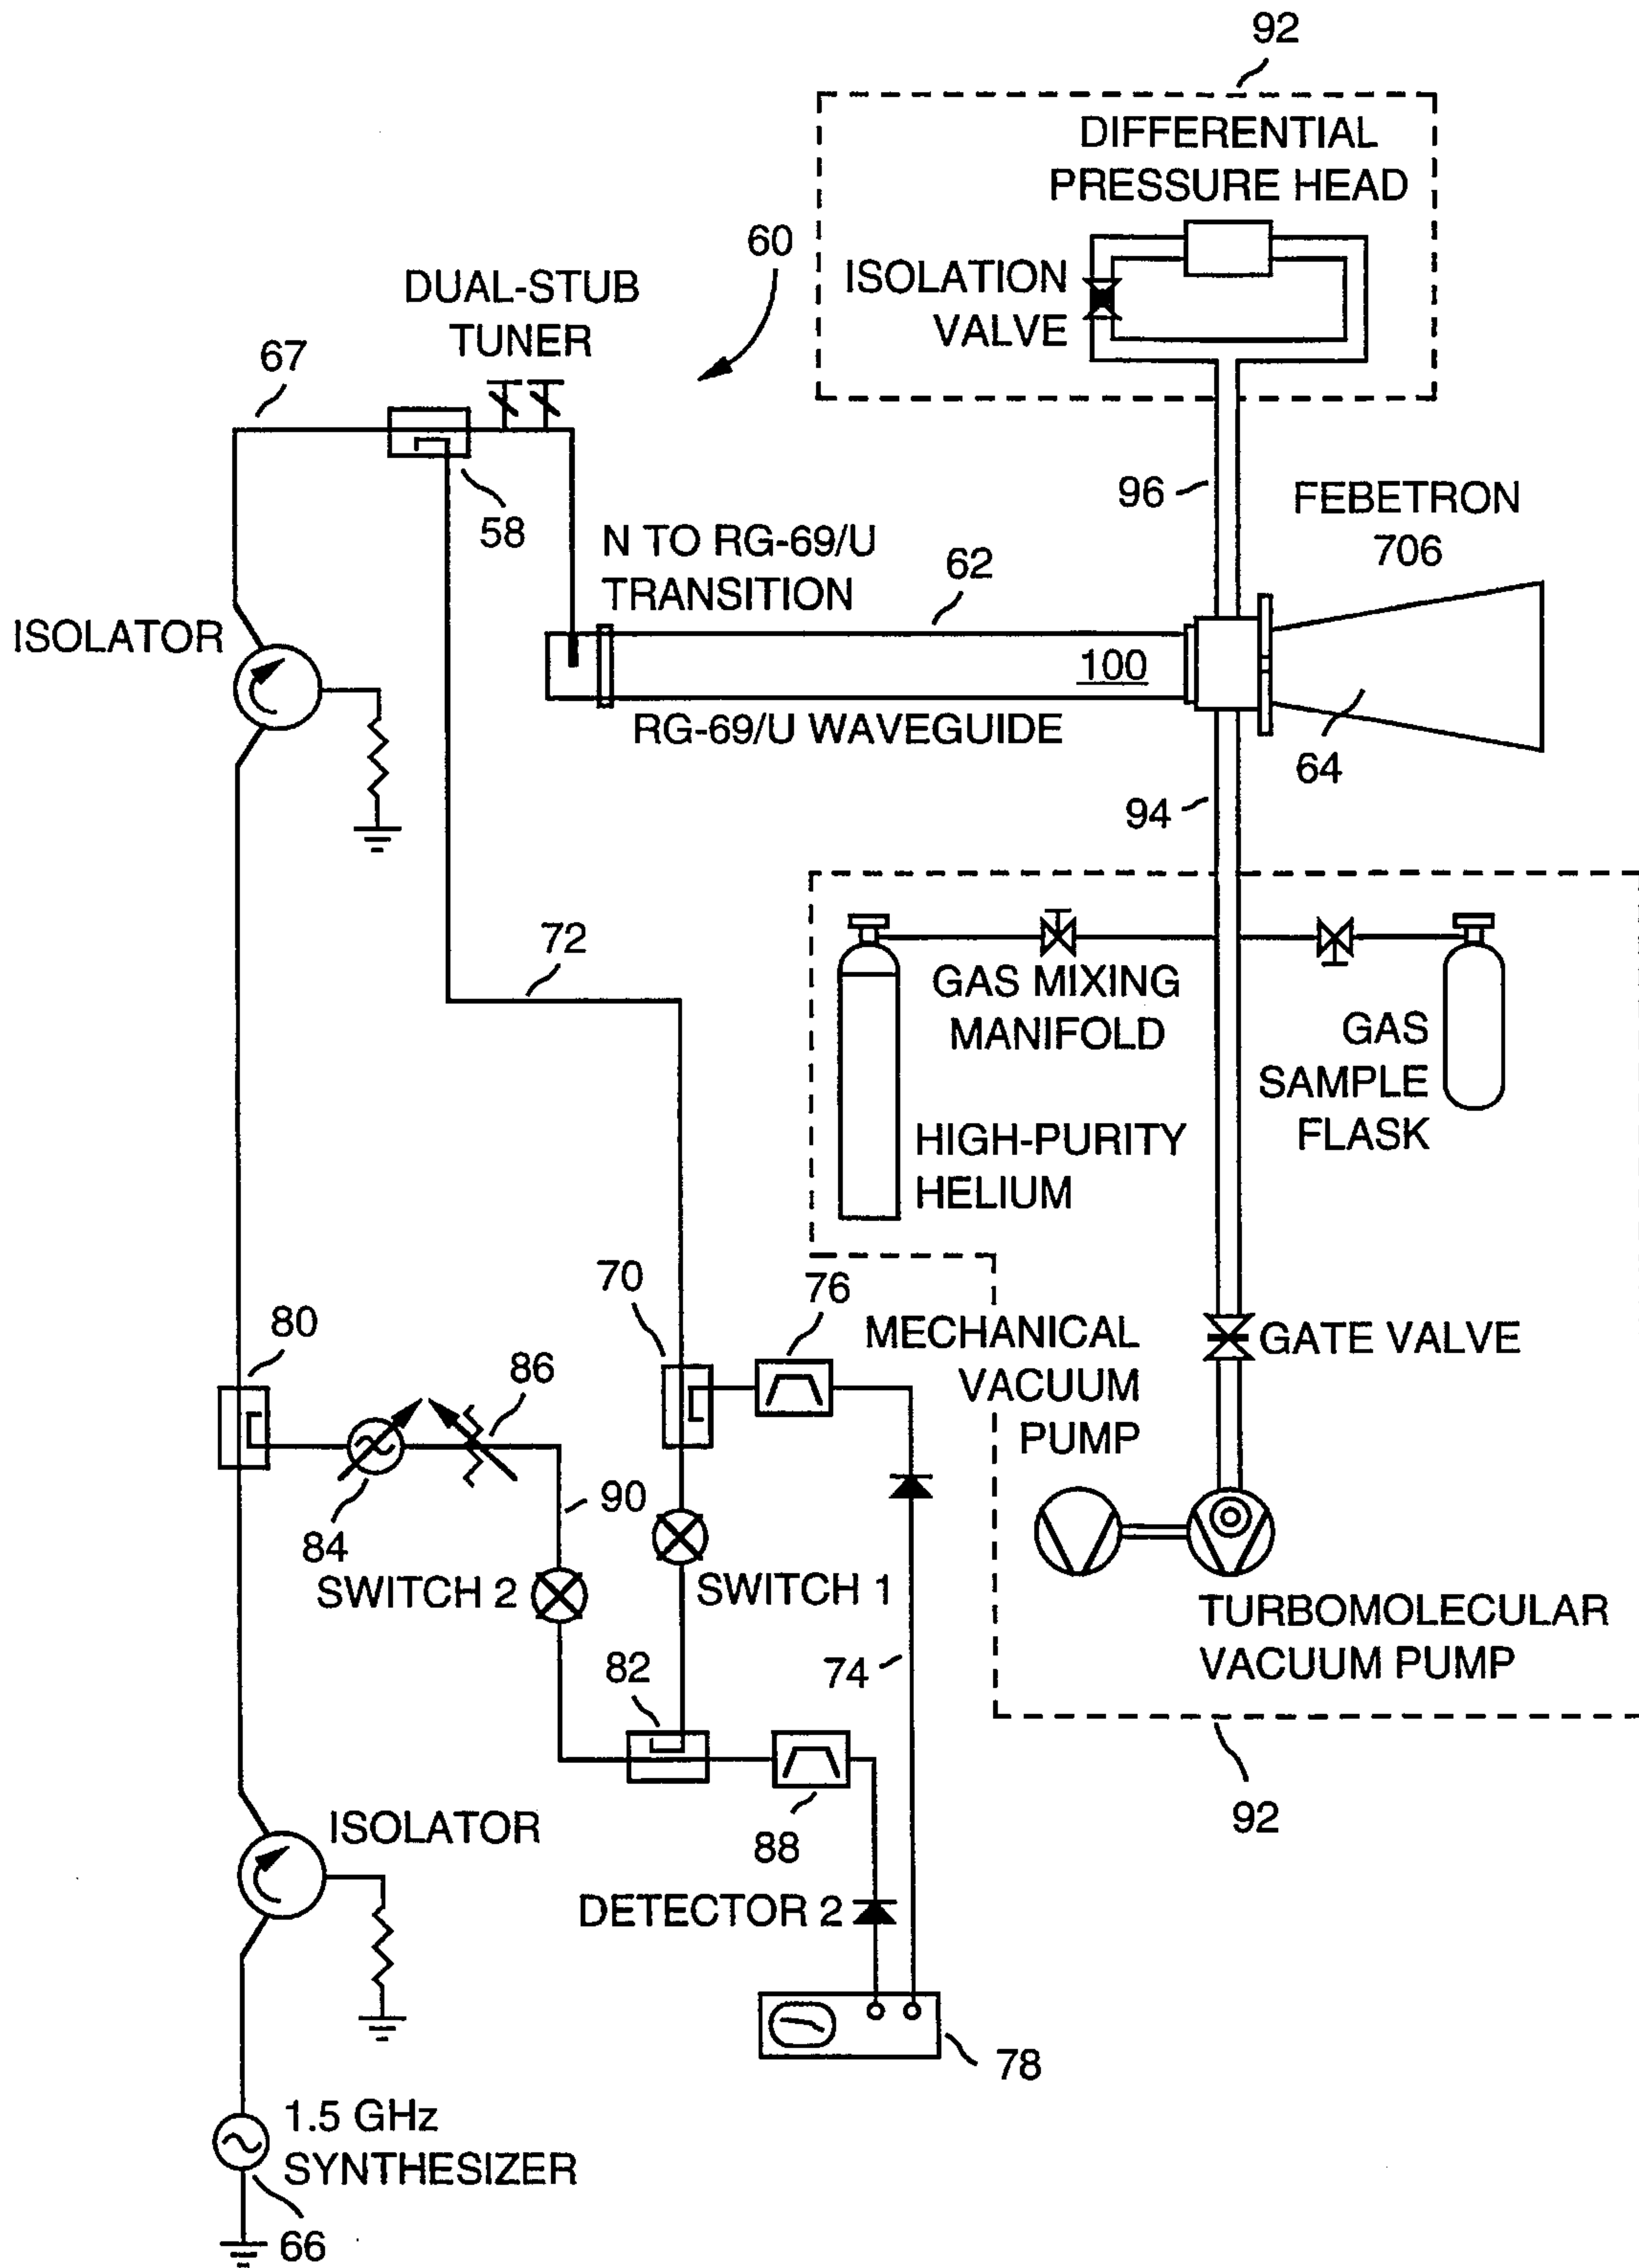 92
DIFFERENTIAL
PRESSURE HEAD
60
ISOLATION
VALVE
DUAL-STUB
TUNER
67
58
96
FEBETRON
706
N TO RG-69/U
TRANSITION
62
ISOLATOR
100
RG-69/U WAVEGUIDE
64
94
72
GAS MIXING
MANIFOLD
GAS
SAMPLE
FLASK
HIGH-PURITY
HELIUM
70
76
80
MECHANICAL
VACUUM
PUMP
GATE VALVE
86
90
84
SWITCH 2
SWITCH 1
TURBOMOLECULAR
VACUUM PUMP
82
74
92
ISOLATOR
88
DETECTOR 2
78
1.5 GHz
SYNTHESIZER
66